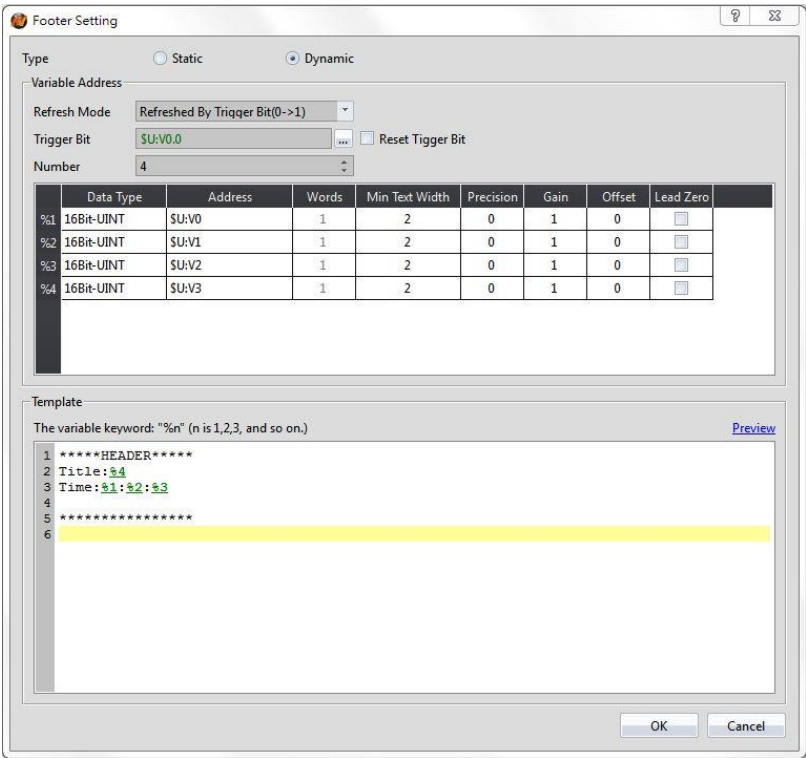 Footer Setting
Type Static Dynamic
Variable Address
Refresh Mode Refreshed By Trigger Bit(0->1)
Trigger Bit $U:V0.0 ... Reset Tigger Bit
Number 4
Data Type Address Words Min Text Width Precision Gain Offset Lead Zero
%1 16Bit-UINT $U:V0 1 2 0 1 0
%2 16Bit-UINT $U:V1 1 2 0 1 0
%3 16Bit-UINT $U:V2 1 2 0 1 0
%4 16Bit-UINT $U:V3 1 2 0 1 0
Template
The variable keyword: "%n" (n is 1,2,3, and so on.) Preview
1 *****HEADER*****
2 Title:%4
3 Time:%1:%2:%3
4
5 ****************
6
OK Cancel